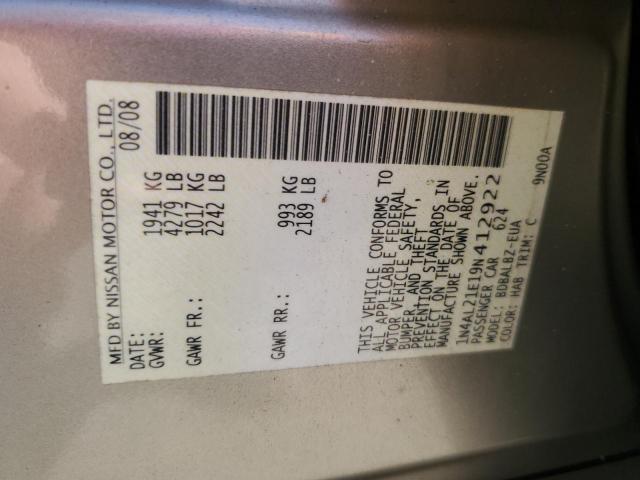 MFD BY NISSAN MOTOR CO., LTD.
DATE: 08/08
GVWR: 1941 KG
4279 LB
GAWR FR.: 1017 KG
2242 LB
GAWR RR.: 993 KG
2189 LB
THIS VEHICLE CONFORMS TO
ALL APPLICABLE FEDERAL
MOTOR VEHICLE SAFETY,
BUMPER, AND THEFT
PREVENTION STANDARDS IN
EFFECT ON THE DATE OF
MANUFACTURE SHOWN ABOVE.
1N4AL21E19N412922
PASSENGER CAR 624
MODEL: BDBALBZ-EUA
COLOR: HAB TRIM: C 9N00A